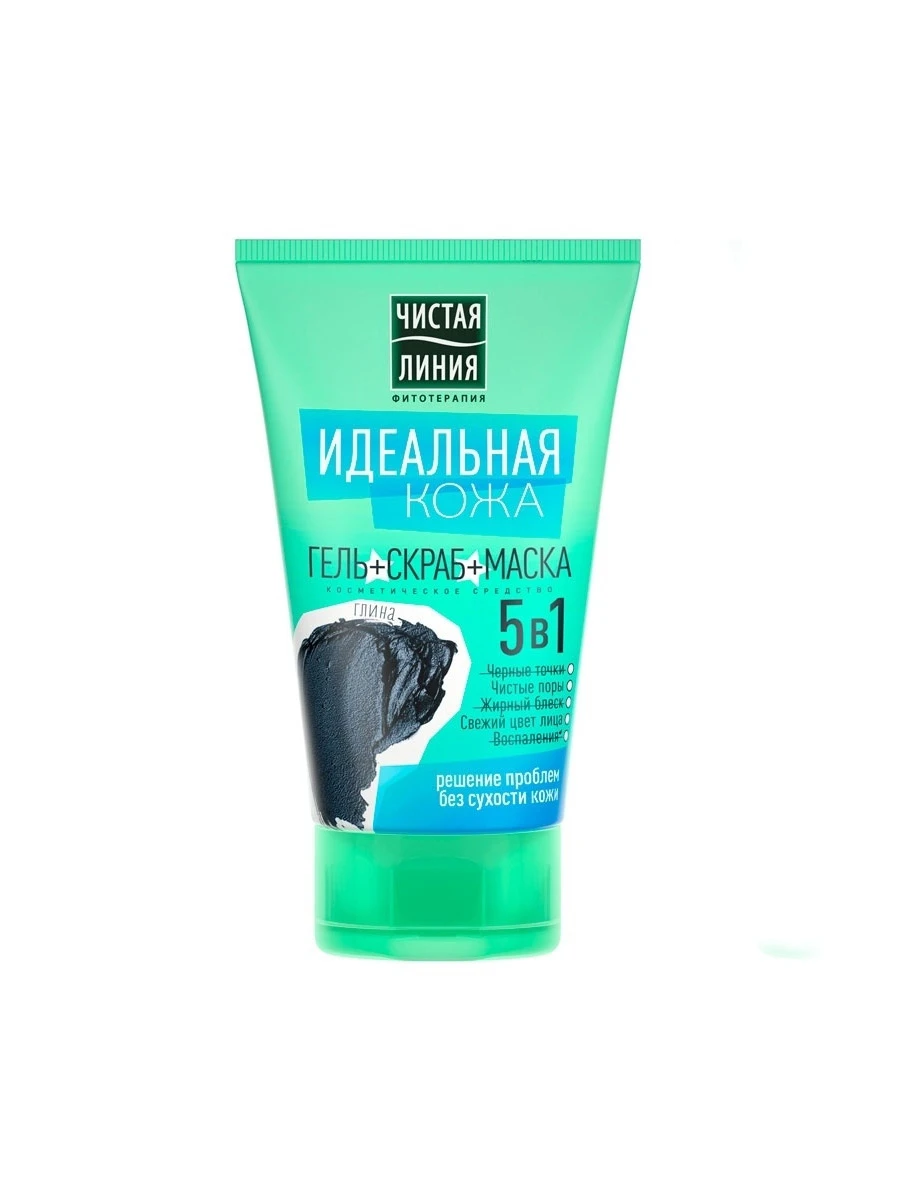 ЧИСТАЯ
ЛИНИЯ
ФИТОТЕРАПИЯ
ИДЕАЛЬНАЯ
КОЖА
ГЕЛЬ+СКРАБ+МАСКА
КОСМЕТИЧЕСКОЕ СРЕДСТВО
глина
5в1
Черные точки
Чистые поры
Жирный блеск
Свежий цвет лица
Воспаления*
решение проблем
без сухости кожи